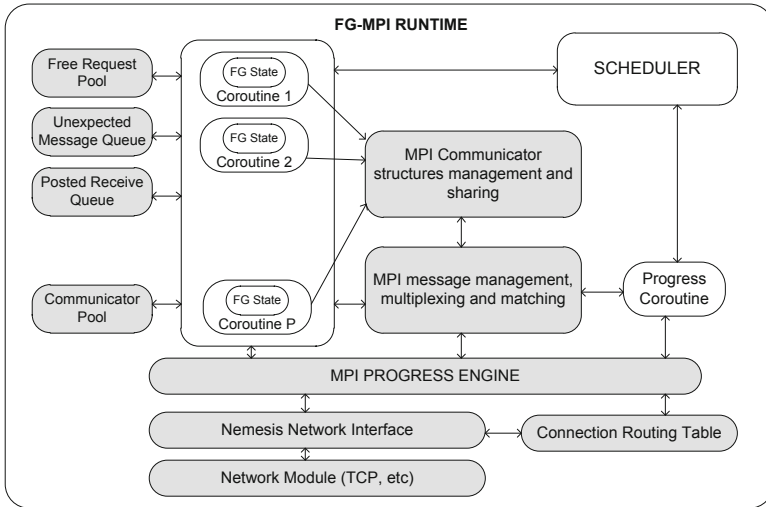 FG-MPI RUNTIME
Free Request
Pool
Unexpected
Message Queue
Posted Receive
Queue
Communicator
Pool
FG State
Coroutine 1
FG State
Coroutine 2
FG State
Coroutine P
SCHEDULER
MPI Communicator
structures management and
sharing
MPI message management,
multiplexing and matching
Progress
Coroutine
MPI PROGRESS ENGINE
Nemesis Network Interface
Connection Routing Table
Network Module (TCP, etc)